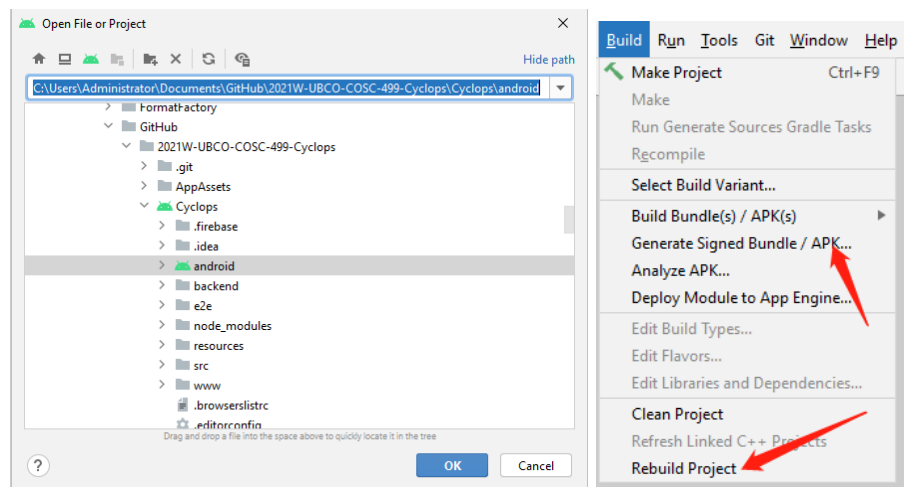 Open File or Project
Hide path
C:\Users\Administrator\Documents\GitHub\2021W-UBCO-COSC-499-Cyclops\Cyclops\android
FormatFactory
GitHub
2021W-UBCO-COSC-499-Cyclops
.git
AppAssets
Cyclops
.firebase
.idea
android
backend
e2e
node_modules
resources
src
www
.browserslistrc
.editorconfig
Drag and drop a file into the space above to quickly locate it in the tree
?
OK
Cancel
Build Run Tools Git Window Help
Make Project Ctrl+F9
Make
Run Generate Sources Gradle Tasks
Recompile
Select Build Variant...
Build Bundle(s) / APK(s)
Generate Signed Bundle / APK...
Analyze APK...
Deploy Module to App Engine...
Edit Build Types...
Edit Flavors...
Edit Libraries and Dependencies...
Clean Project
Refresh Linked C++ Projects
Rebuild Project